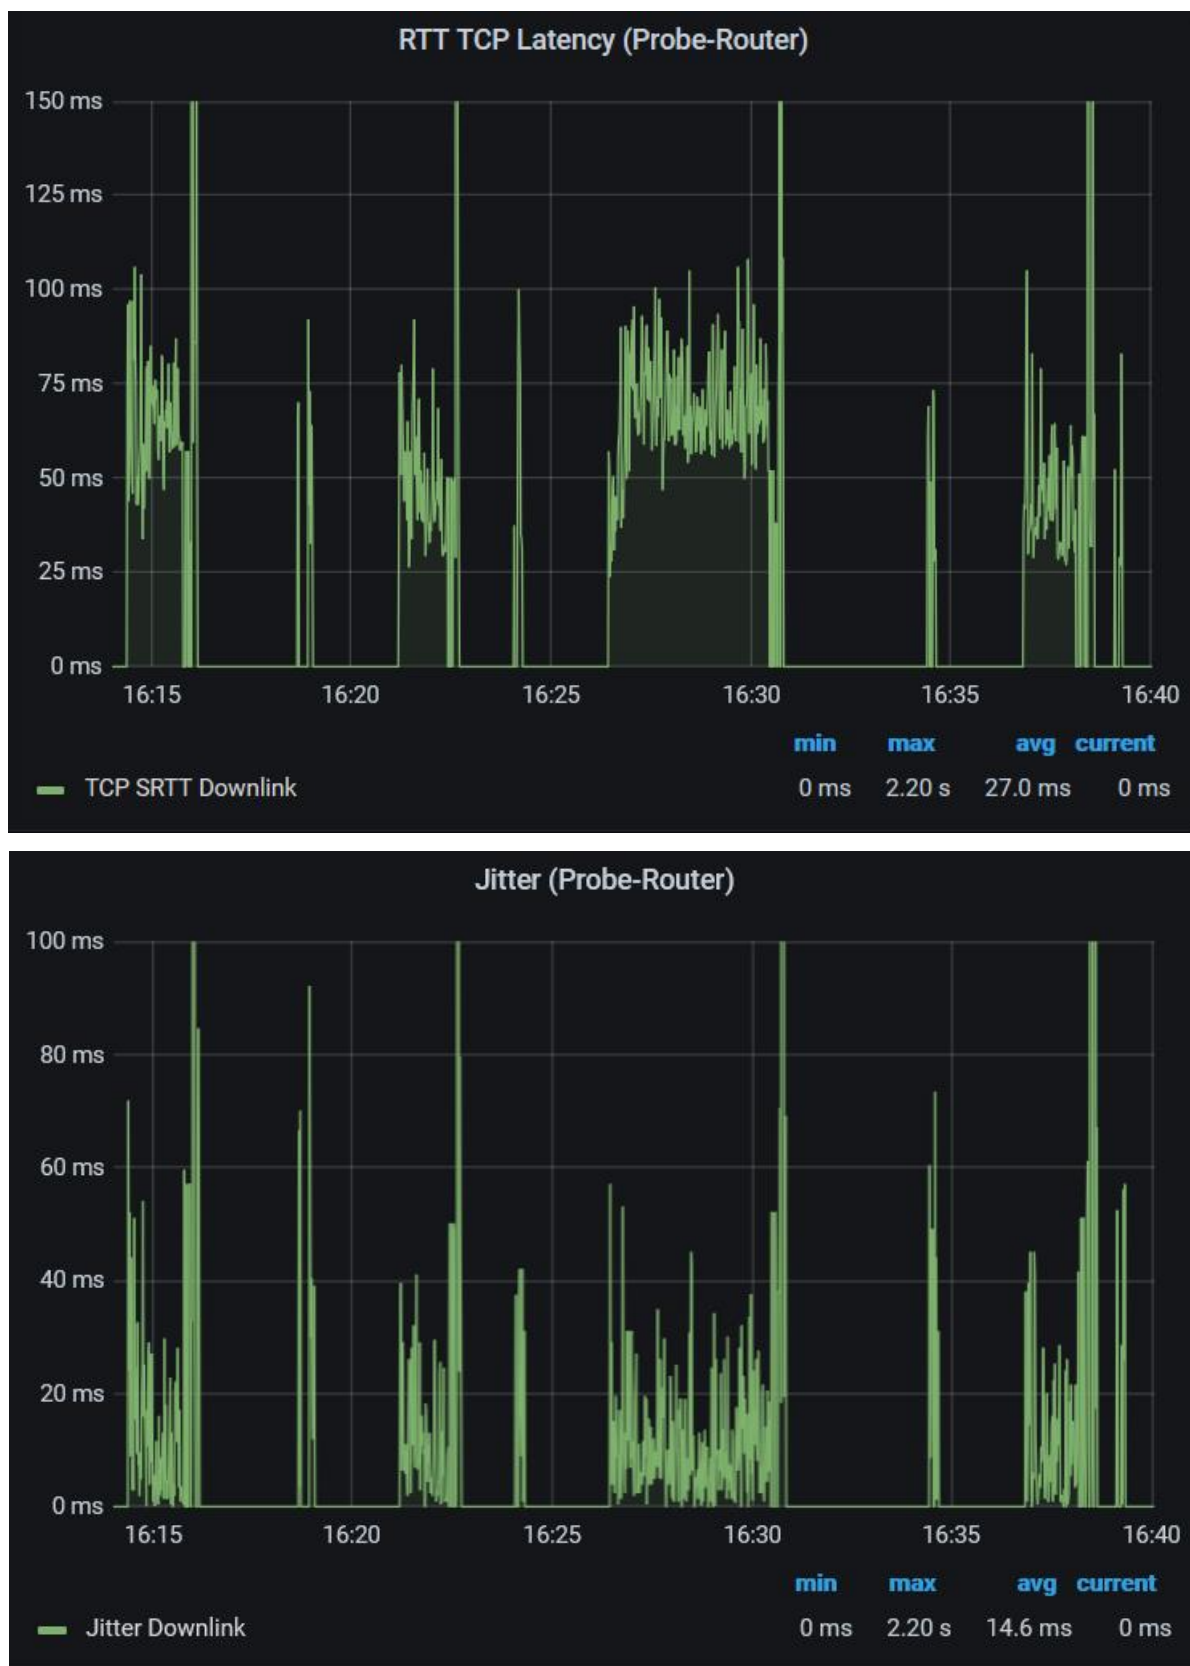 RTT TCP Latency (Probe-Router)
150 ms
125 ms
100 ms
75 ms
50 ms
25 ms
0 ms
16:15 16:20 16:25 16:30 16:35 16:40
min max avg current
TCP SRTT Downlink 0 ms 2.20 s 27.0 ms 0 ms
Jitter (Probe-Router)
100 ms
80 ms
60 ms
40 ms
20 ms
0 ms
16:15 16:20 16:25 16:30 16:35 16:40
min max avg current
Jitter Downlink 0 ms 2.20 s 14.6 ms 0 ms